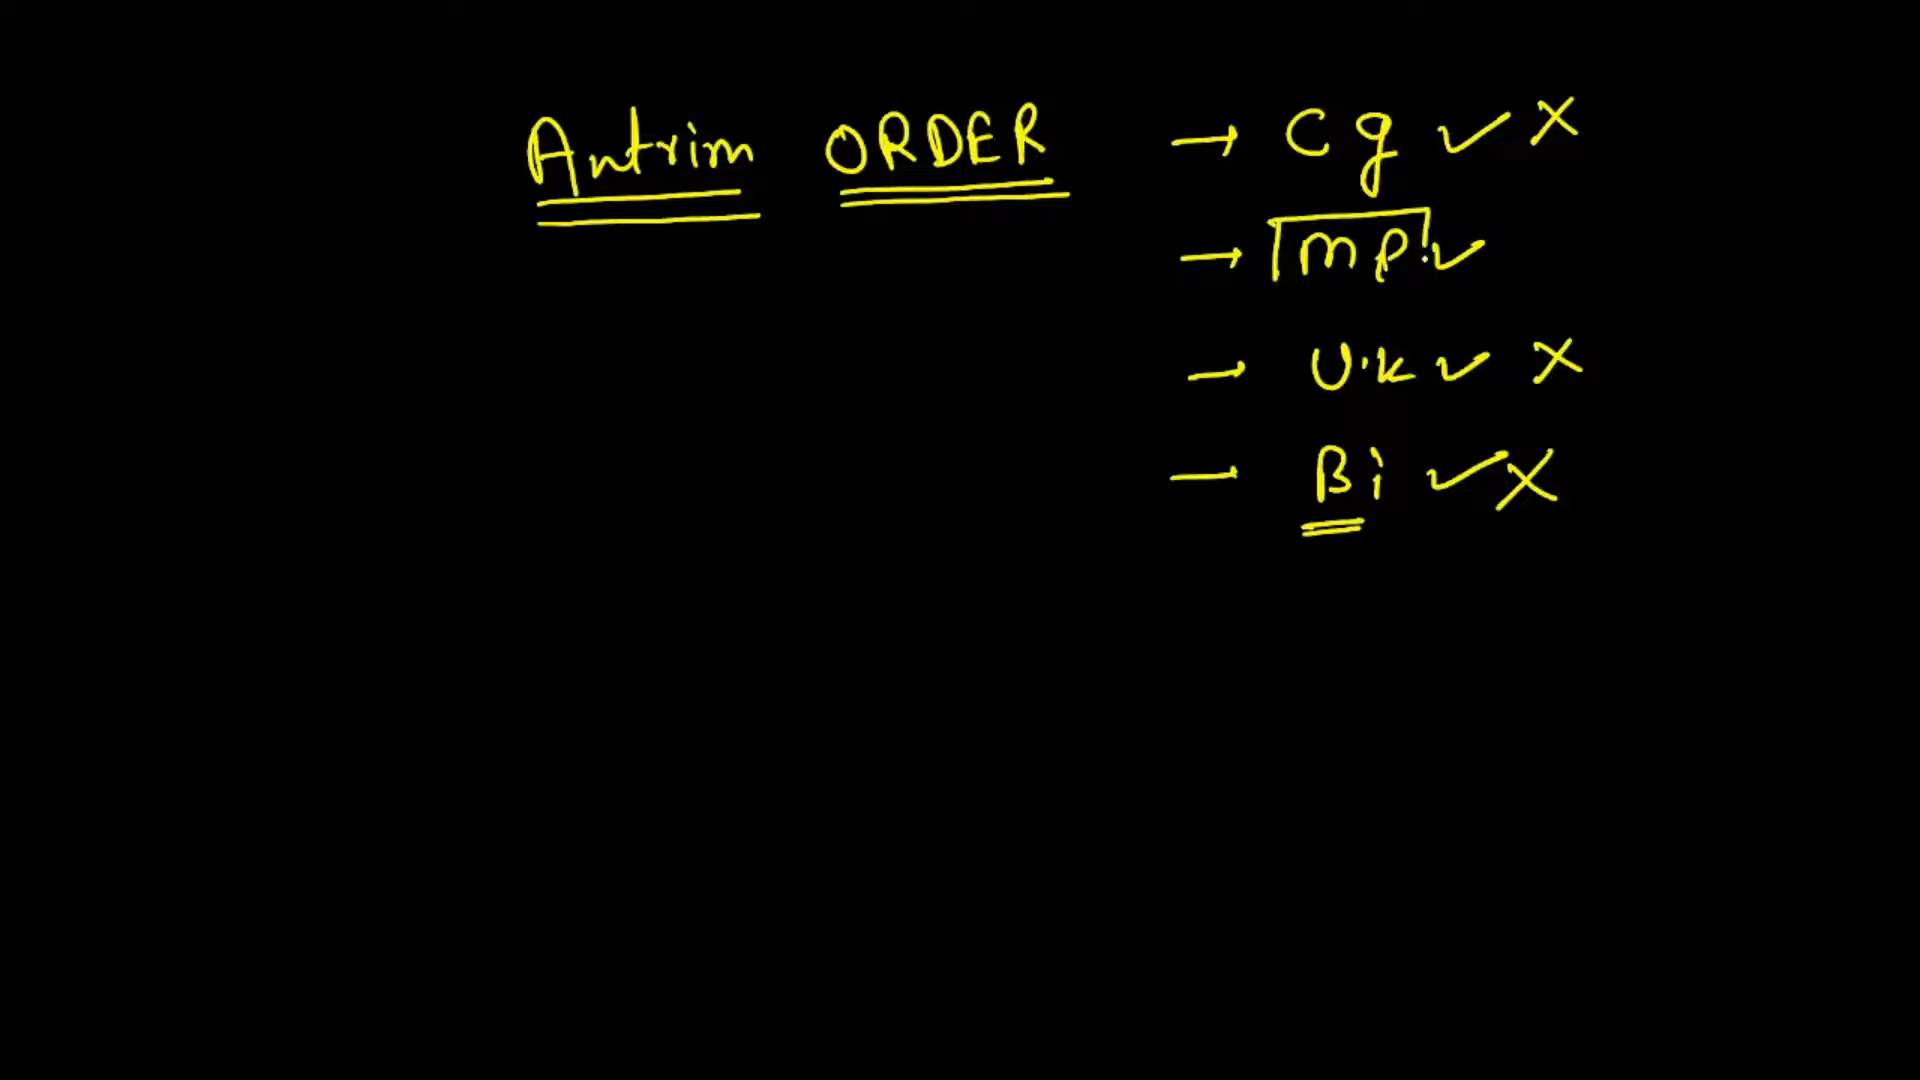 Antrim ORDER → Cg ✓ ✗
→ MP ✓
→ U.K ✓ ✗
— Bi ✓ ✗